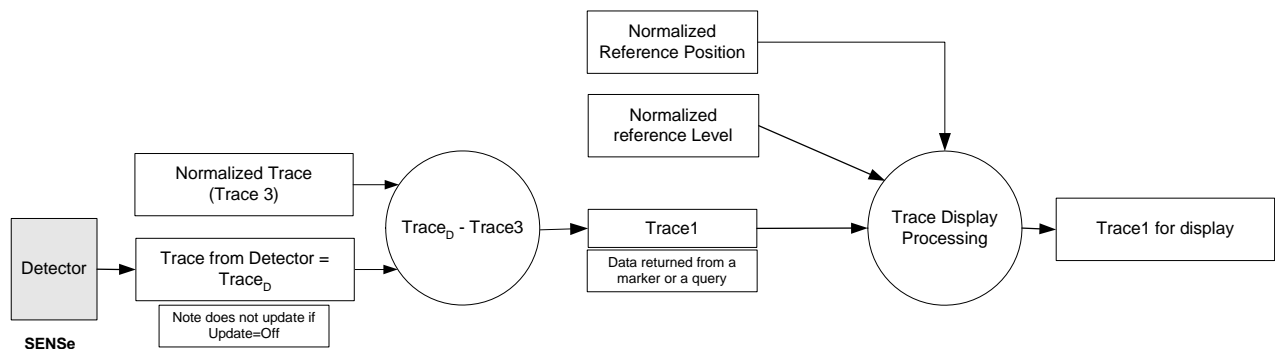 Normalized
Reference Position
Normalized
reference Level
Normalized Trace
(Trace 3)
Detector
Trace from Detector =
TraceD
Note does not update if
Update=Off
SENSe
TraceD - Trace3
Trace1
Data returned from a
marker or a query
Trace Display
Processing
Trace1 for display